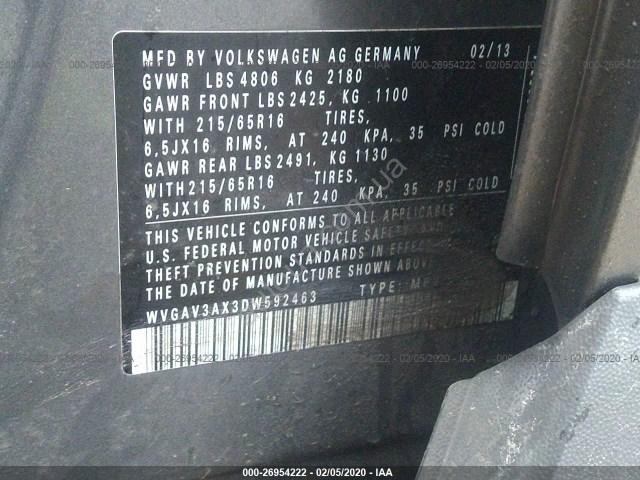 MFD BY VOLKSWAGEN AG GERMANY 02/13
GVWR LBS 4806 KG 2180
GAWR FRONT LBS 2425, KG 1100
WITH 215/65R16 TIRES,
6,5JX16 RIMS, AT 240 KPA, 35 PSI COLD
GAWR REAR LBS 2491, KG 1130
WITH 215/65R16 TIRES,
6,5JX16 RIMS, AT 240 KPA, 35 PSI COLD
THIS VEHICLE CONFORMS TO ALL APPLICABLE
U.S. FEDERAL MOTOR VEHICLE SAFETY AND
THEFT PREVENTION STANDARDS IN EFFECT
THE DATE OF MANUFACTURE SHOWN ABOVE
WVGAV3AX3DW592463 TYPE:
000-26954222 - 02/05/2020 - IAA